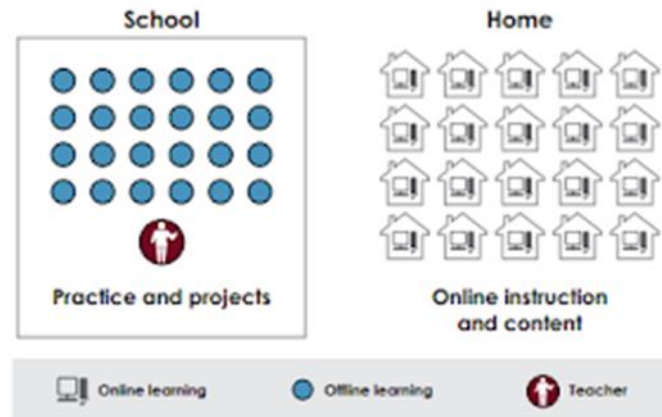 School
Home
Practice and projects
Online instruction
and content
Online learning
Offline learning
Teacher